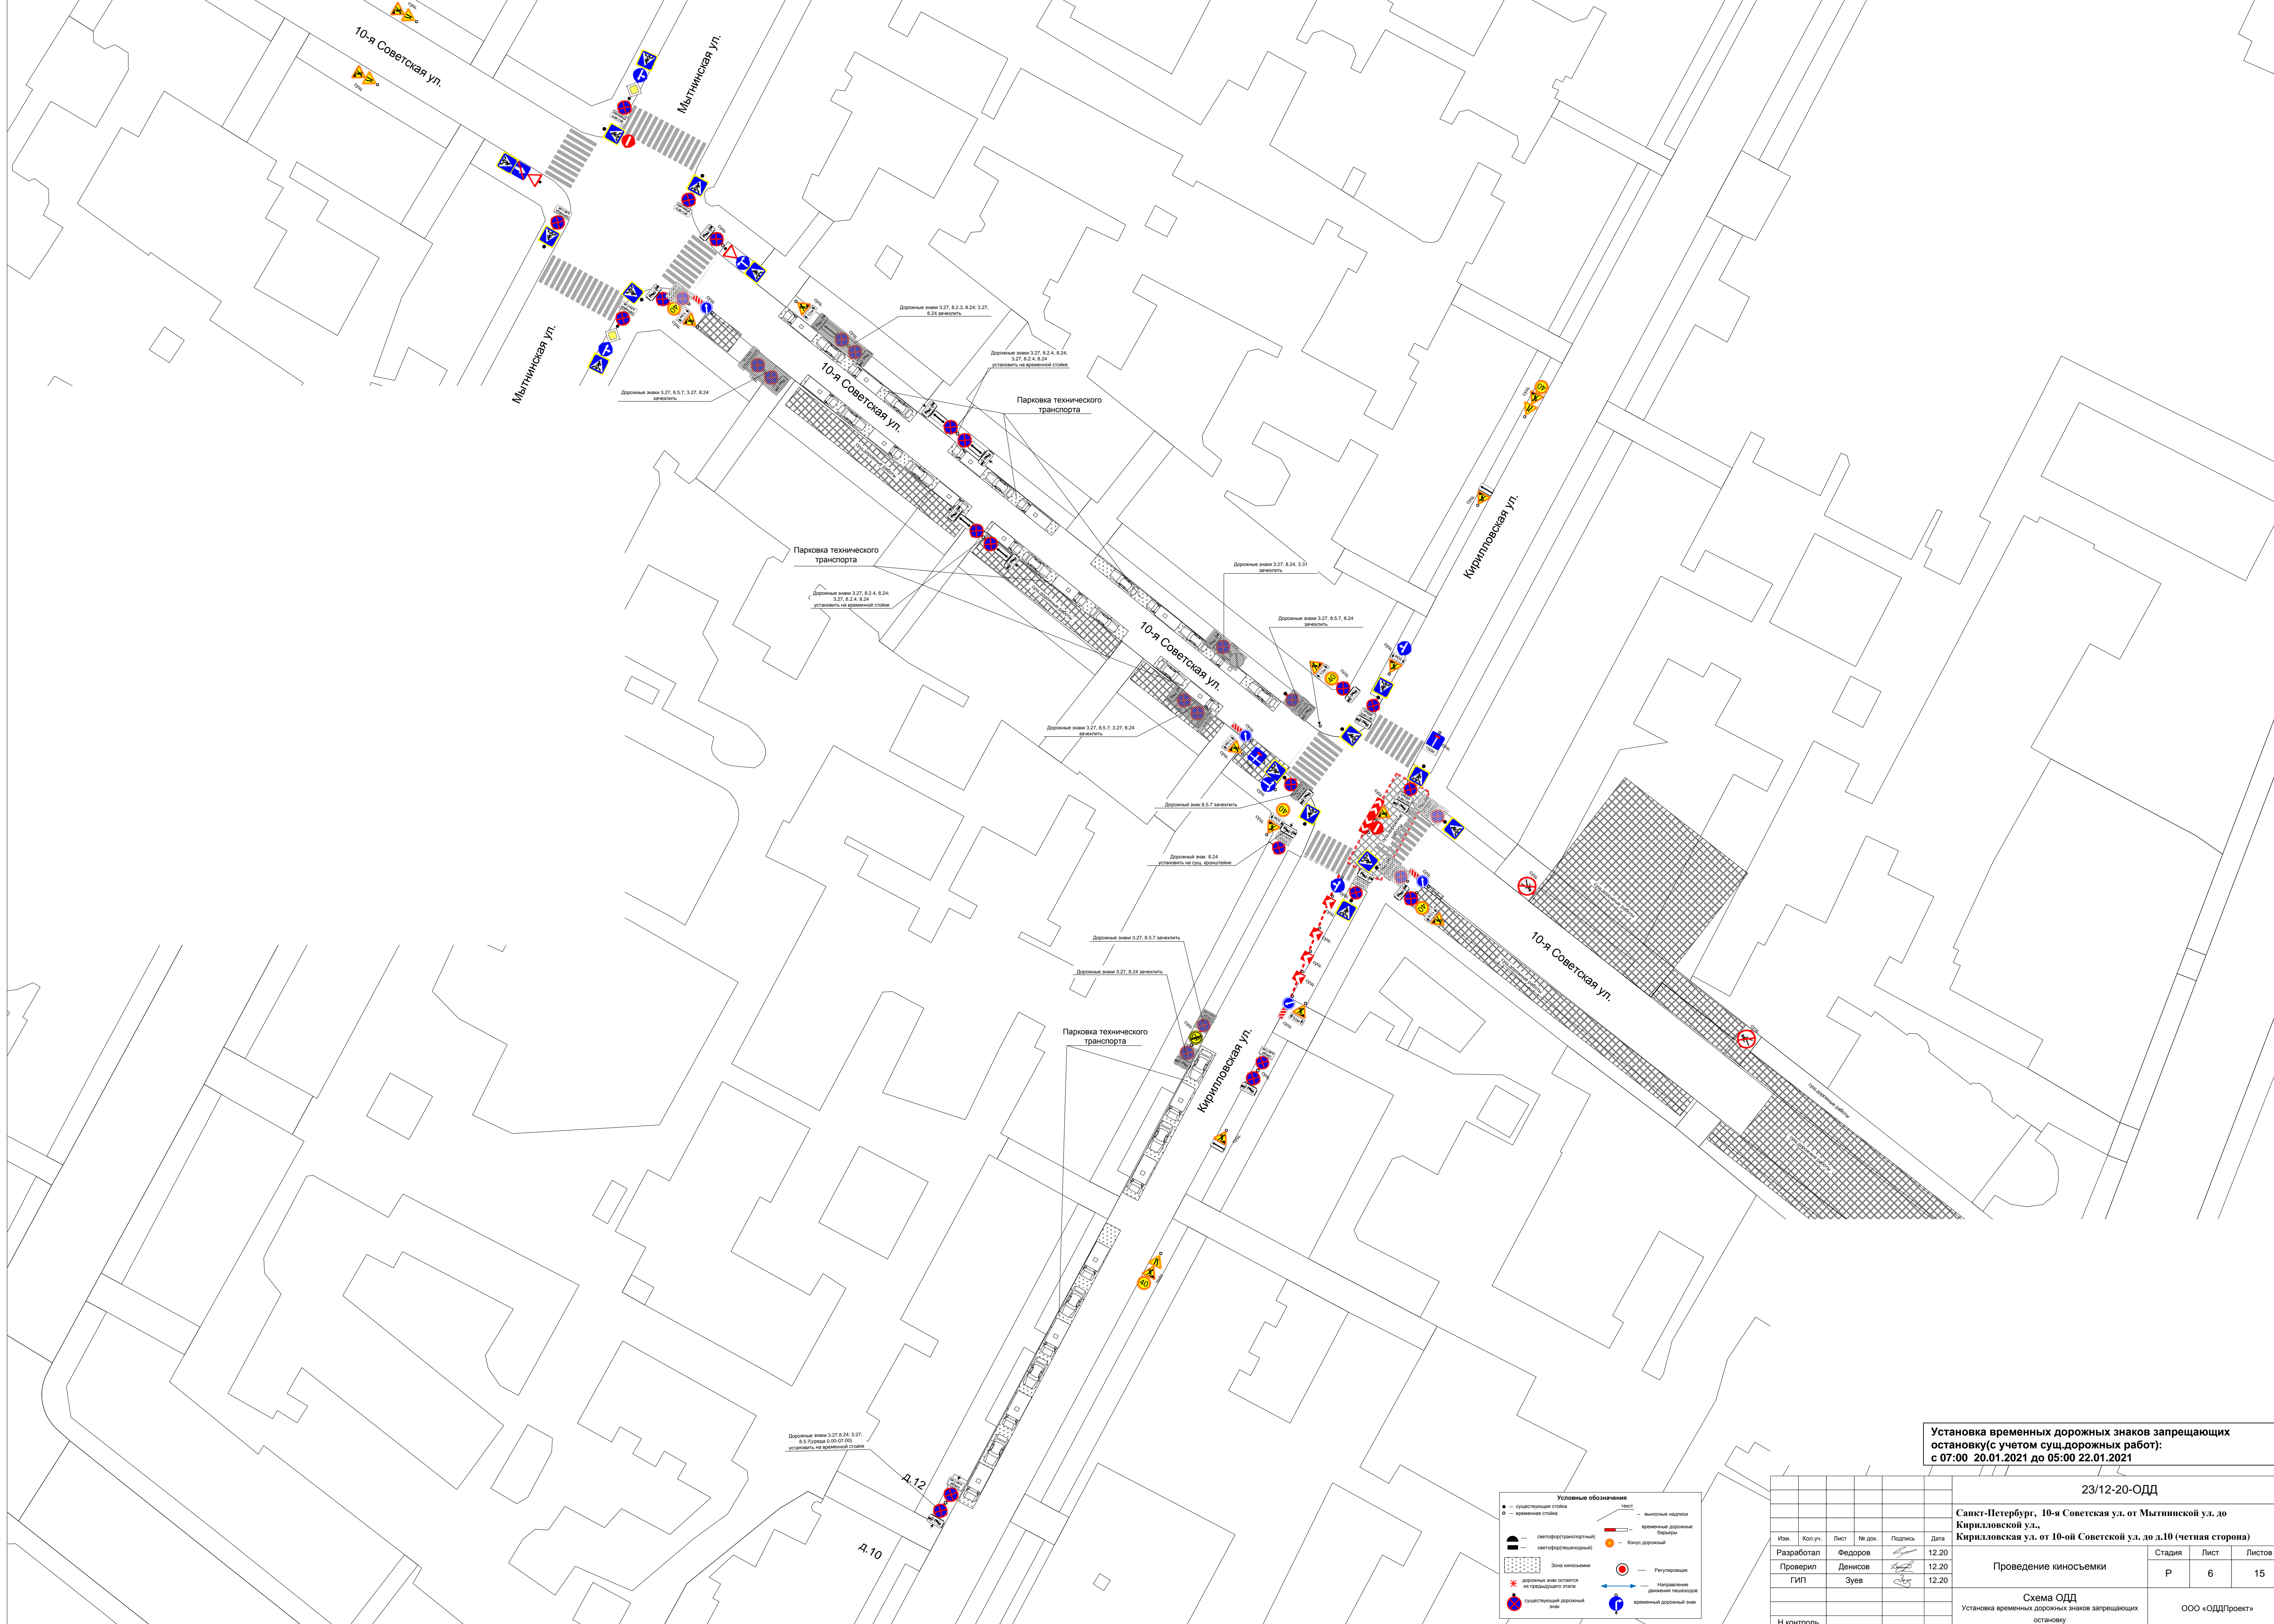 10-я Советская ул.
Мытнинская ул.
сущ.
сущ.
Мытнинская ул.
Дорожные знаки 3.27, 8.2.3, 8.24; 3.27,
8.24 зачехлить
Дорожные знаки 3.27, 8.2.4, 8.24;
3.27, 8.2.4, 8.24
установить на временной стойке
Дорожные знаки 3.27, 8.5.7; 3.27, 8.24
зачехлить
10-я Советская ул.
Парковка технического
транспорта
Кирилловская ул.
Парковка технического
транспорта
Дорожные знаки 3.27, 8.24, 3.31
зачехлить
Дорожные знаки 3.27, 8.2.4, 8.24;
3.27, 8.2.4, 8.24
установить на временной стойке
Дорожные знаки 3.27, 8.5.7, 8.24
зачехлить
10-я Советская ул.
Дорожные знаки 3.27, 8.5.7; 3.27, 8.24
зачехлить
Дорожный знак 8.5.7 зачехлить
Дорожный знак 8.24
установить на сущ. кронштейне
10-я Советская ул.
Дорожные знаки 3.27, 8.5.7 зачехлить
Дорожные знаки 3.27, 8.24 зачехлить
Парковка технического
транспорта
Кирилловская ул.
сущ.дорожные работы
Дорожные знаки 3.27,8.24; 3.27,
8.5.7(среда 0.00-07.00)
установить на временной стойке
д.12
д.10
Установка временных дорожных знаков запрещающих
остановку(с учетом сущ.дорожных работ):
с 07:00 20.01.2021 до 05:00 22.01.2021
Условные обозначения
– существующая стойка
– временная стойка
текст
– выносные надписи
светофор(транспортный)
временные дорожные
барьеры
светофор(пешеходный)
– Конус дорожный
Зона киносъемки
Регулировщик
дорожных знак остается
из предыдущего этапа
Направление
движения пешеходов
существующий дорожный
знак
временный дорожный знак
23/12-20-ОДД
Санкт-Петербург, 10-я Советская ул. от Мытнинской ул. до
Кирилловской ул.,
Кирилловская ул. от 10-ой Советской ул. до д.10 (четная сторона)
Изм. Кол.уч. Лист № док. Подпись Дата
Разработал Федоров 12.20
Проверил Денисов 12.20
ГИП Зуев 12.20
Проведение киносъемки
Стадия Лист Листов
Р 6 15
Схема ОДД
Установка временных дорожных знаков запрещающих
остановку
ООО «ОДДПроект»
Н.контроль